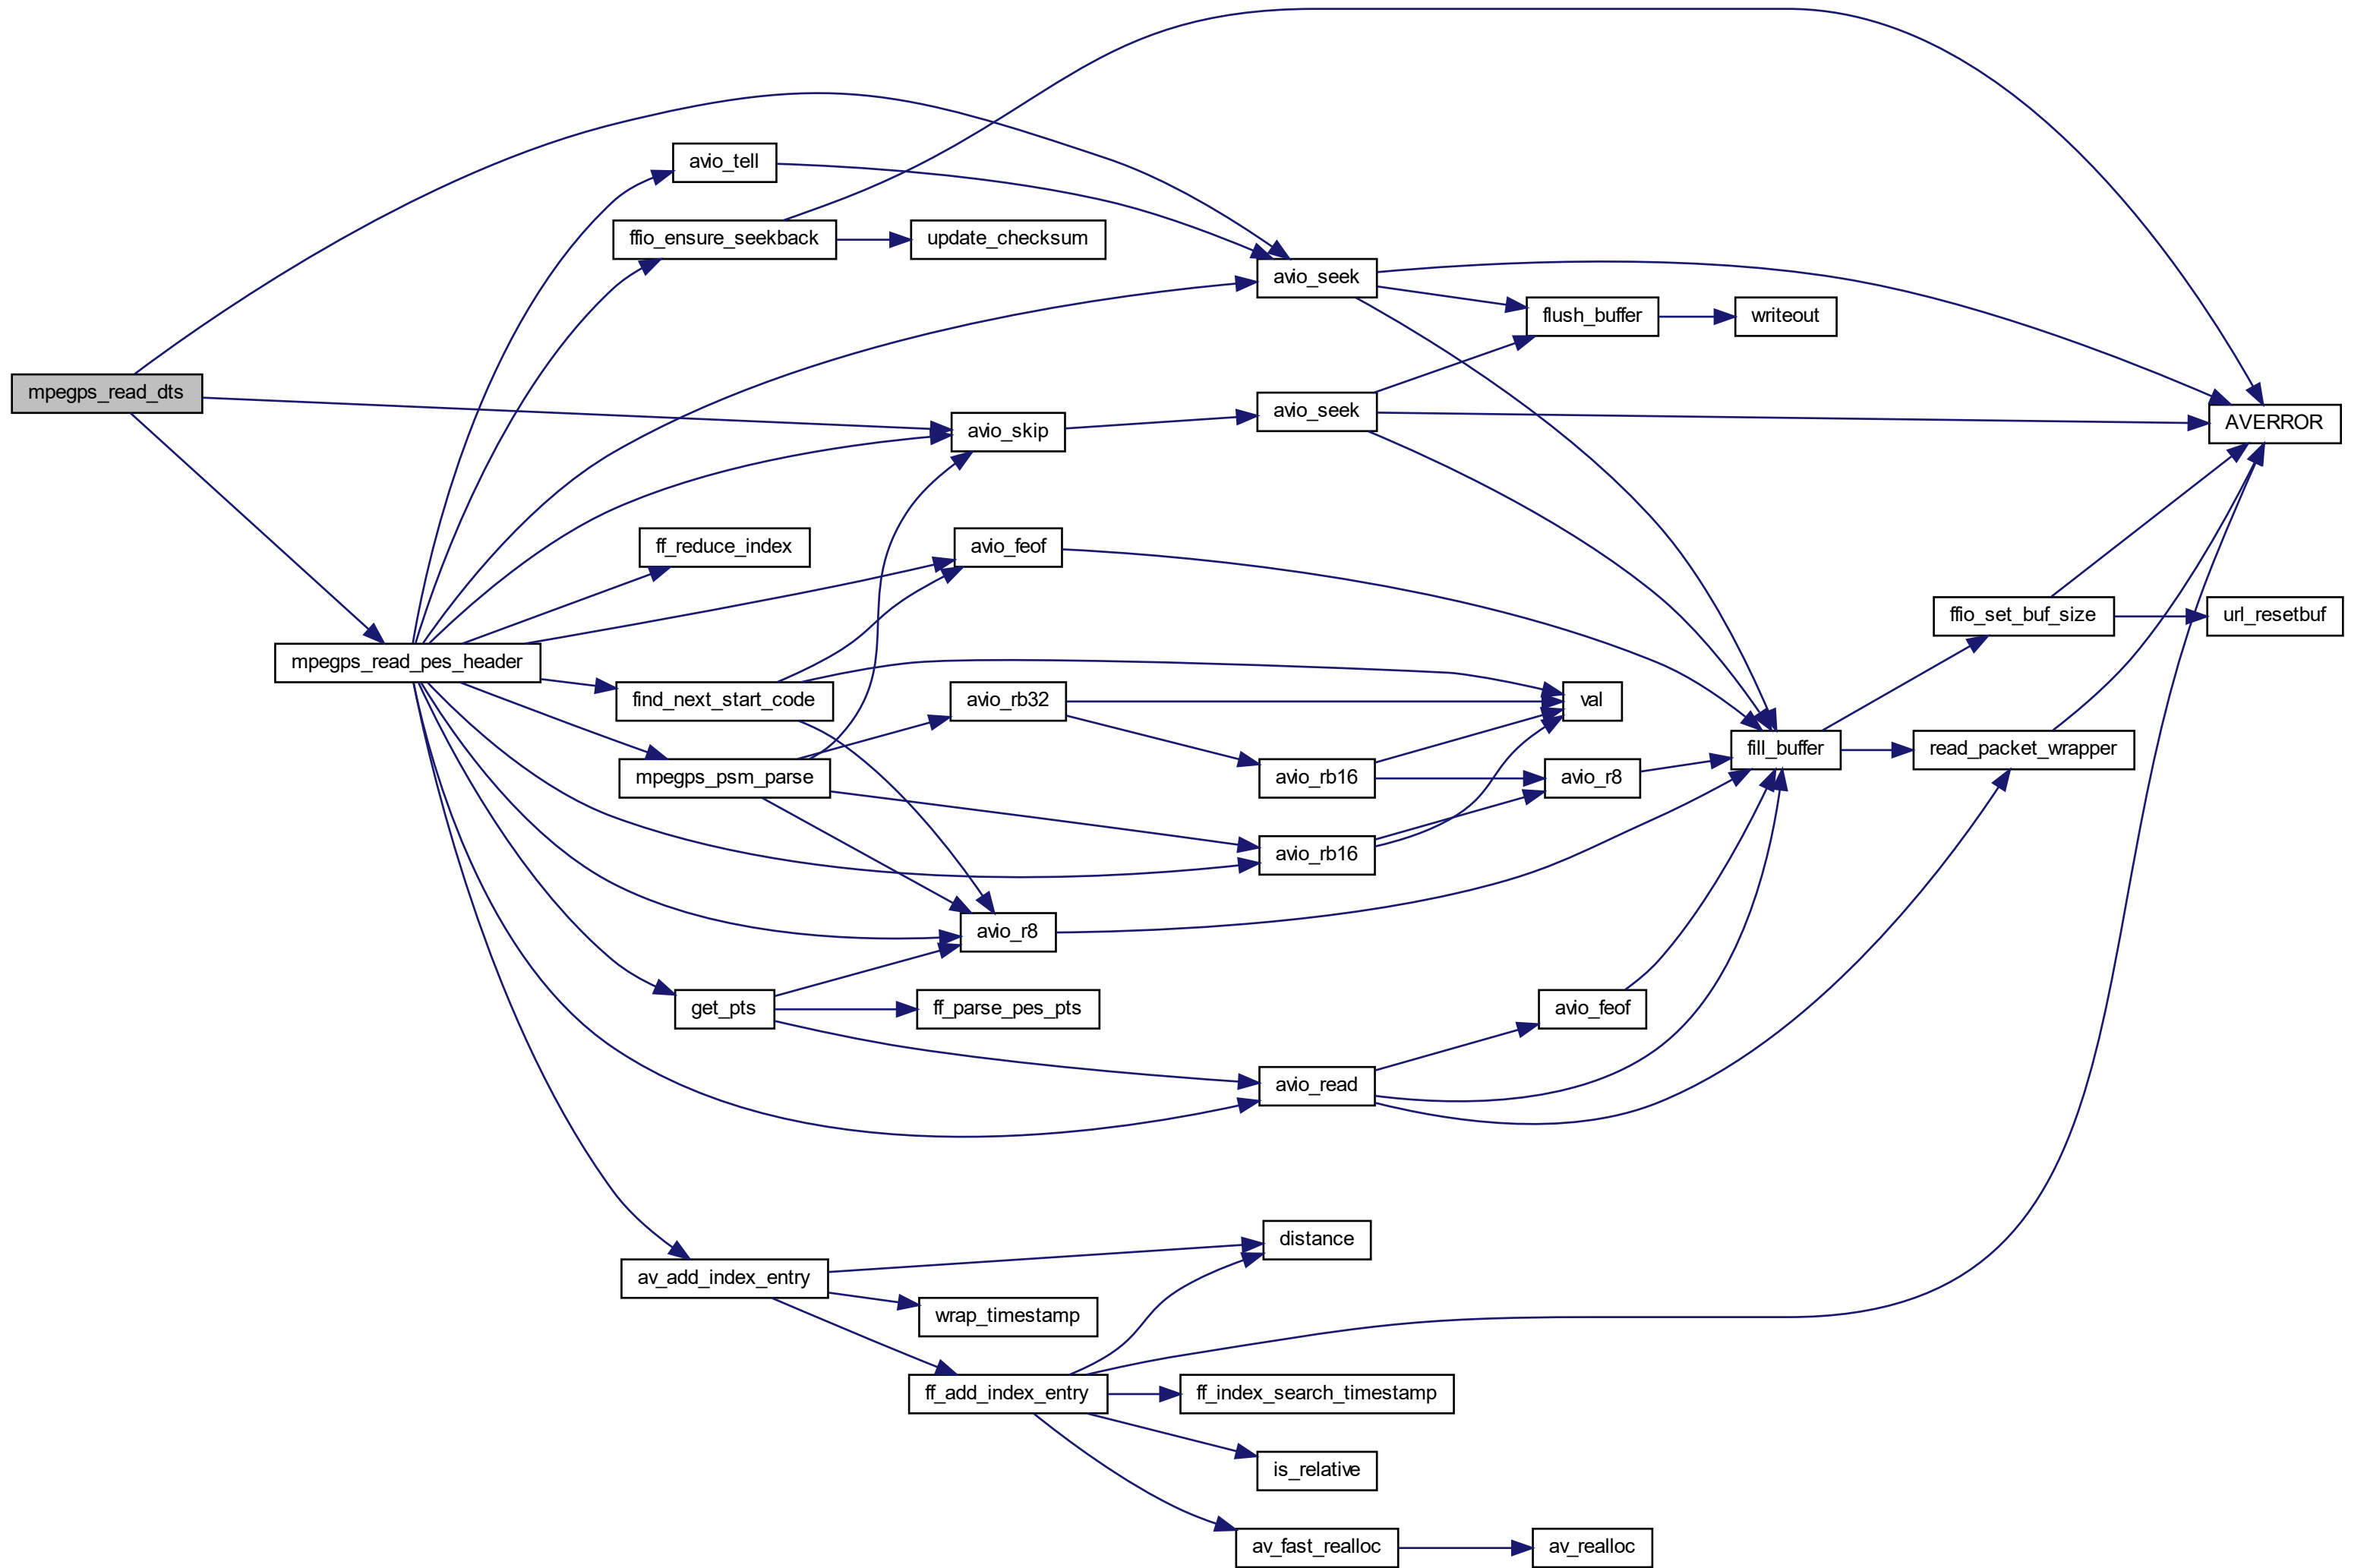 avio_tell
ffio_ensure_seekback
update_checksum
avio_seek
flush_buffer
writeout
mpegps_read_dts
avio_skip
avio_seek
AVERROR
ff_reduce_index
avio_feof
ffio_set_buf_size
url_resetbuf
mpegps_read_pes_header
find_next_start_code
avio_rb32
val
mpegps_psm_parse
avio_rb16
avio_r8
fill_buffer
read_packet_wrapper
avio_rb16
avio_r8
get_pts
ff_parse_pes_pts
avio_feof
avio_read
distance
av_add_index_entry
wrap_timestamp
ff_add_index_entry
ff_index_search_timestamp
is_relative
av_fast_realloc
av_realloc